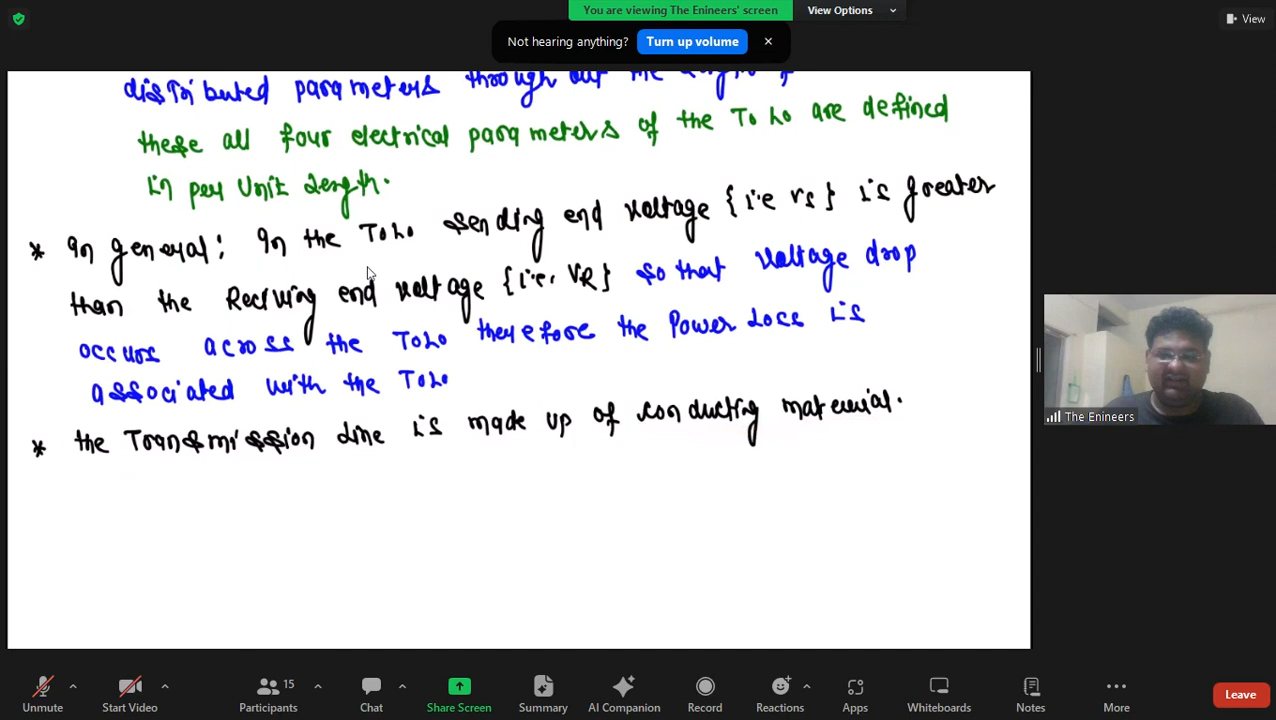 You are viewing The Enineers' screen
View Options
View
Not hearing anything?
Turn up volume
distributed parameters through out the length
these all four electrical parameters of the T.L. are defined
in per unit length.
* In general: In the T.L. sending end voltage {i.e Vs} is greater
than the Reciving end voltage {i.e. VR} so that voltage drop
occurs across the T.L. therefore the Power Loss is
associated with the T.L.
* the Transmission Line is made up of conducting material.
The Enineers
Unmute
Start Video
15
Participants
Chat
Share Screen
Summary
AI Companion
Record
Reactions
Apps
Whiteboards
Notes
More
Leave